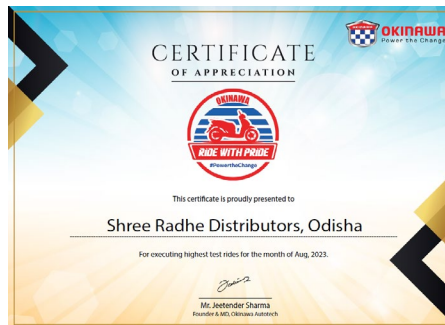 OKINAWA
Power the Change
CERTIFICATE
OF APPRECIATION
OKINAWA
RIDE WITH PRIDE
#PowertheChange
This certificate is proudly presented to
Shree Radhe Distributors, Odisha
For executing highest test rides for the month of Aug, 2023.
Mr. Jeetender Sharma
Founder & MD, Okinawa Autotech